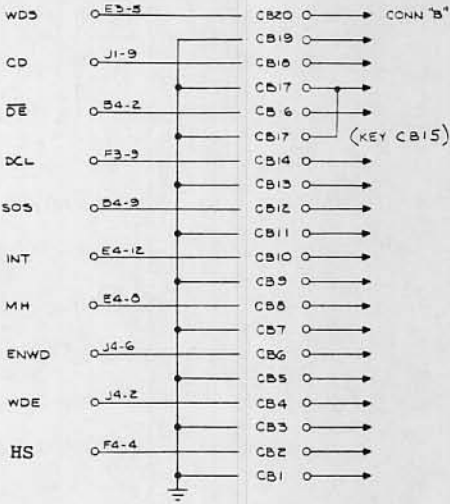 WDS E3-5 CB20 CONN "B"
CB19
CD J1-9 CB18
CB17
DE B4-2 CB16
CB17 (KEY CB15)
DCL F3-9 CB14
CB13
SOS B4-9 CB12
CB11
INT E4-12 CB10
CB9
MH E4-8 CB8
CB7
ENWD J4-6 CB6
CB5
WDE J4-2 CB4
CB3
HS F4-4 CB2
CB1